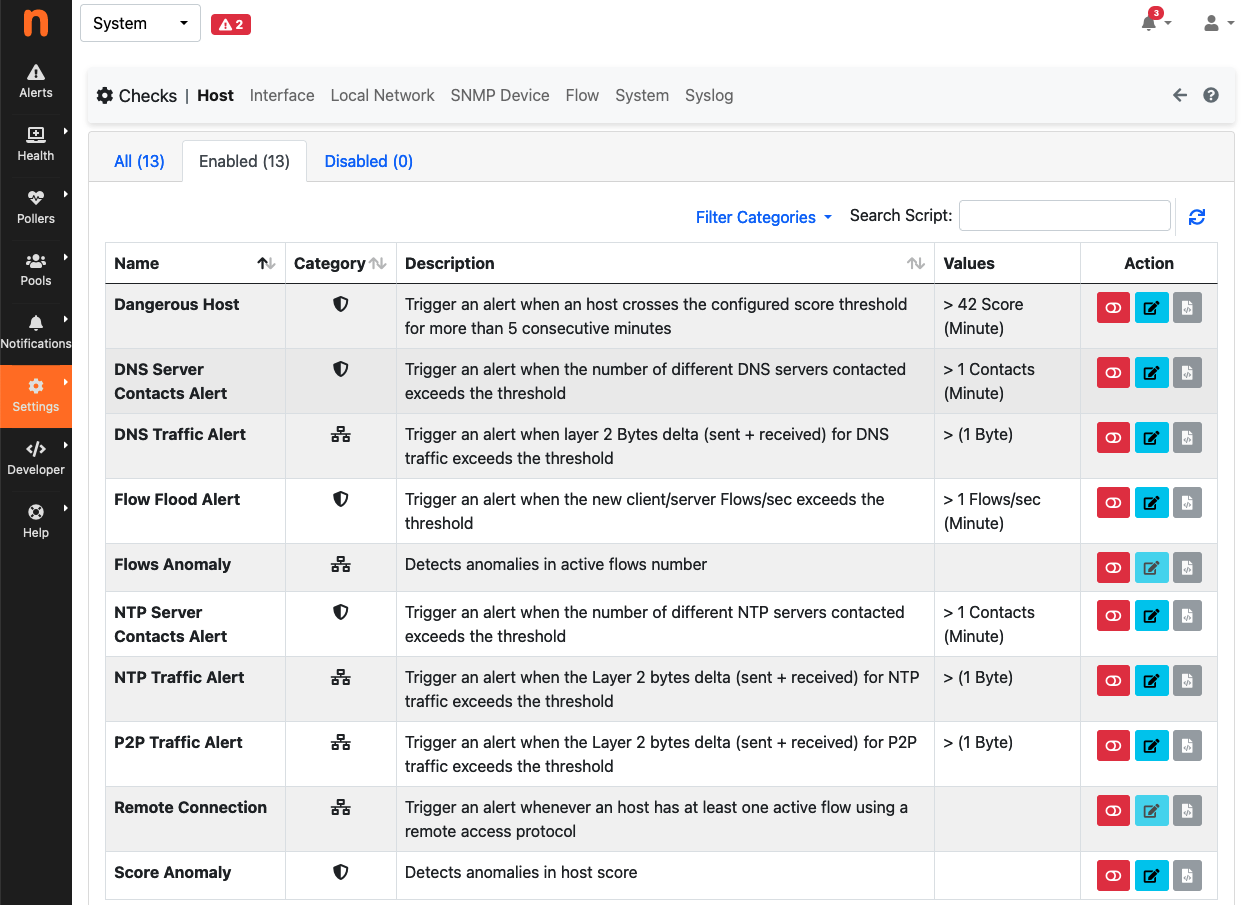 n
System
2
3
Alerts
Health
Pollers
Pools
Notifications
Settings
Developer
Help
Checks | Host Interface Local Network SNMP Device Flow System Syslog
All (13) Enabled (13) Disabled (0)
Filter Categories Search Script:
Name Category Description Values Action
Dangerous Host
Trigger an alert when an host crosses the configured score threshold
for more than 5 consecutive minutes
> 42 Score
(Minute)
DNS Server
Contacts Alert
Trigger an alert when the number of different DNS servers contacted
exceeds the threshold
> 1 Contacts
(Minute)
DNS Traffic Alert
Trigger an alert when layer 2 Bytes delta (sent + received) for DNS
traffic exceeds the threshold
> (1 Byte)
Flow Flood Alert
Trigger an alert when the new client/server Flows/sec exceeds the
threshold
> 1 Flows/sec
(Minute)
Flows Anomaly
Detects anomalies in active flows number
NTP Server
Contacts Alert
Trigger an alert when the number of different NTP servers contacted
exceeds the threshold
> 1 Contacts
(Minute)
NTP Traffic Alert
Trigger an alert when the Layer 2 bytes delta (sent + received) for NTP
traffic exceeds the threshold
> (1 Byte)
P2P Traffic Alert
Trigger an alert when the Layer 2 bytes delta (sent + received) for P2P
traffic exceeds the threshold
> (1 Byte)
Remote Connection
Trigger an alert whenever an host has at least one active flow using a
remote access protocol
Score Anomaly
Detects anomalies in host score